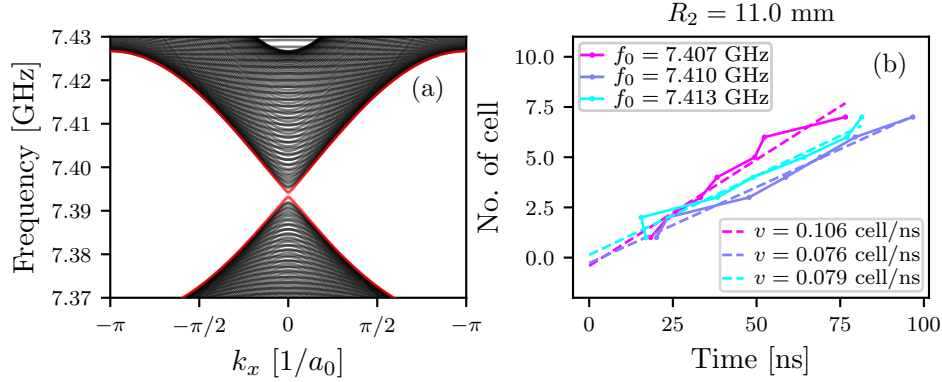 R₂ = 11.0 mm
7.43
7.42
7.41
7.40
7.39
7.38
7.37
Frequency [GHz]
(a)
−π
−π/2
0
π/2
−π
kₓ [1/a₀]
10.0
7.5
5.0
2.5
0.0
No. of cell
f₀ = 7.407 GHz
f₀ = 7.410 GHz
f₀ = 7.413 GHz
(b)
v = 0.106 cell/ns
v = 0.076 cell/ns
v = 0.079 cell/ns
0
25
50
75
100
Time [ns]